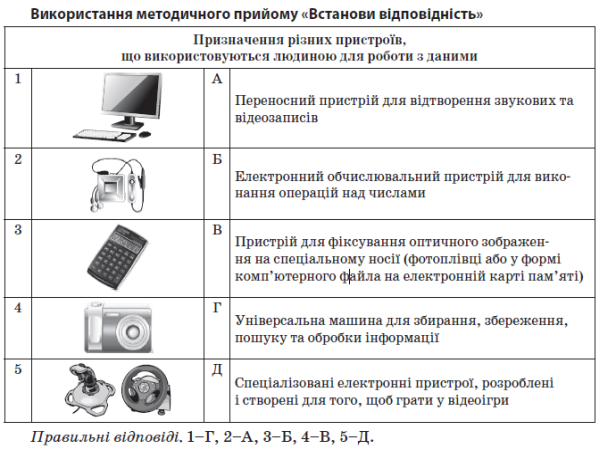 Використання методичного прийому «Встанови відповідність»
Призначення різних пристроїв,
що використовуються людиною для роботи з даними
1
А
Переносний пристрій для відтворення звукових та
відеозаписів
2
Б
Електронний обчислювальний пристрій для вико-
нання операцій над числами
3
В
Пристрій для фіксування оптичного зображен-
ня на спеціальному носії (фотоплівці або у формі
комп’ютерного файла на електронній карті пам’яті)
4
Г
Універсальна машина для збирання, збереження,
пошуку та обробки інформації
5
Д
Спеціалізовані електронні пристрої, розроблені
і створені для того, щоб грати у відеоігри
Правильні відповіді. 1–Г, 2–А, 3–Б, 4–В, 5–Д.